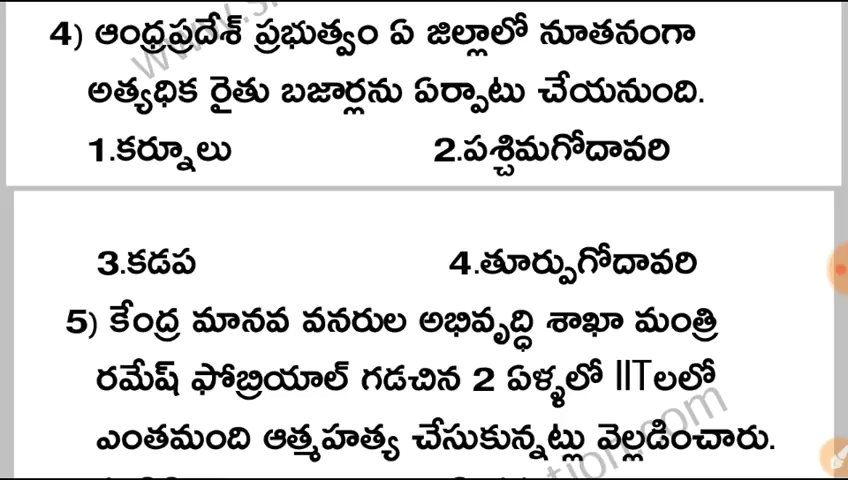 4) ఆంధ్రప్రదేశ్ ప్రభుత్వం ఏ జిల్లాలో నూతనంగా
అత్యధిక రైతు బజార్లను ఏర్పాటు చేయనుంది.
1.కర్నూలు 2.పశ్చిమగోదావరి
3.కడప 4.తూర్పుగోదావరి
5) కేంద్ర మానవ వనరుల అభివృద్ధి శాఖా మంత్రి
రమేష్ ఫోబ్రియాల్ గడచిన 2 ఏళ్ళలో IITలలో
ఎంతమంది ఆత్మహత్య చేసుకున్నట్లు వెల్లడించారు.